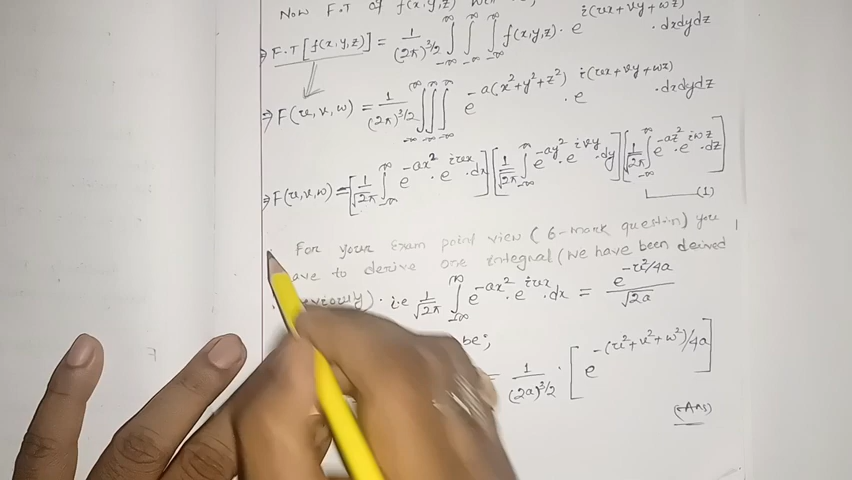 Now F.T of f(x,y,z)
⇒ F.T [f(x,y,z)] = 1/(2π)^3/2 ∫_{-∞}^{∞} ∫_{-∞}^{∞} ∫_{-∞}^{∞} f(x,y,z) · e^{i(ux+vy+wz)} · dxdydz
⇒ F(u,v,w) = 1/(2π)^3/2 ∫_{-∞}^{∞} ∫_{-∞}^{∞} ∫_{-∞}^{∞} e^{-a(x²+y²+z²)} · e^{i(ux+vy+wz)} · dxdydz
⇒ F(u,v,w) = [1/√2π ∫_{-∞}^{∞} e^{-ax²} · e^{iux} · dx] [1/√2π ∫_{-∞}^{∞} e^{-ay²} · e^{ivy} · dy] [1/√2π ∫_{-∞}^{∞} e^{-az²} · e^{iwz} · dz]
(1)
For your Exam point view (6-mark question) you
have to derive one integral (We have been derived
· i.e 1/√2π ∫_{-∞}^{∞} e^{-ax²} · e^{iux} · dx = e^{-u²/4a}/√2a
be;
= 1/(2a)^3/2 · [e^{-(u²+v²+w²)/4a}]
(Ans)